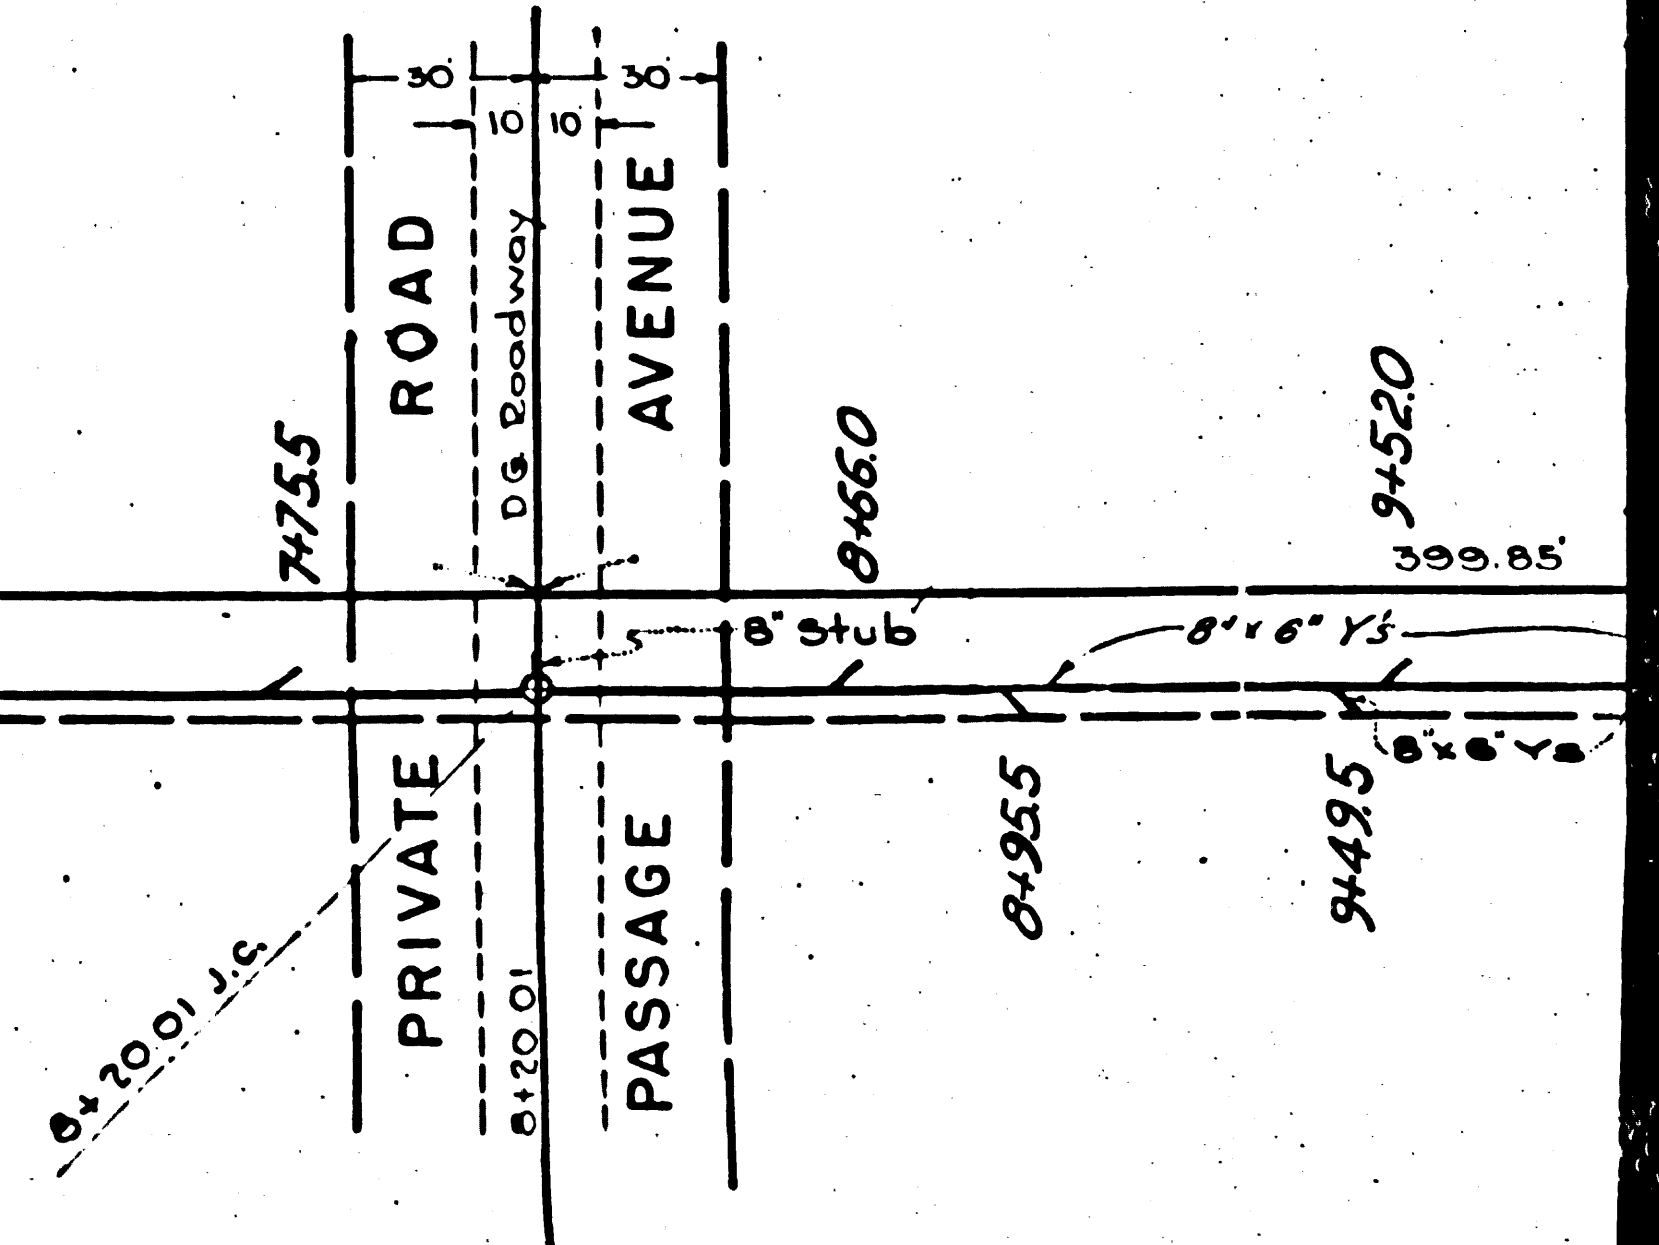 30'
30'
10'
10'
PRIVATE ROAD
DG Roadway
PASSAGE AVENUE
7+75.5
8+66.0
9+52.0
399.85'
8" Stub
8" x 6" Y's
8" x 6" Ys
8+95.5
9+49.5
8+20.01
8+20.01 J.C.